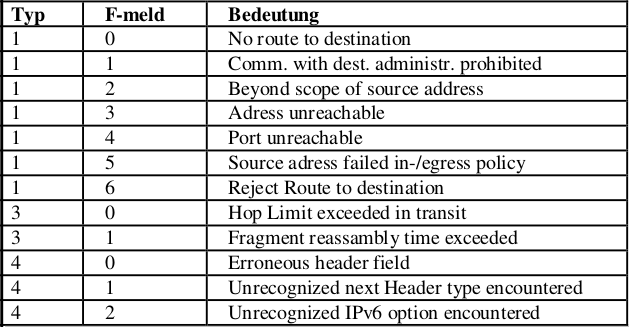 Typ F-meld Bedeutung
1 0 No route to destination
1 1 Comm. with dest. administr. prohibited
1 2 Beyond scope of source address
1 3 Adress unreachable
1 4 Port unreachable
1 5 Source adress failed in-/egress policy
1 6 Reject Route to destination
3 0 Hop Limit exceeded in transit
3 1 Fragment reassambly time exceeded
4 0 Erroneous header field
4 1 Unrecognized next Header type encountered
4 2 Unrecognized IPv6 option encountered